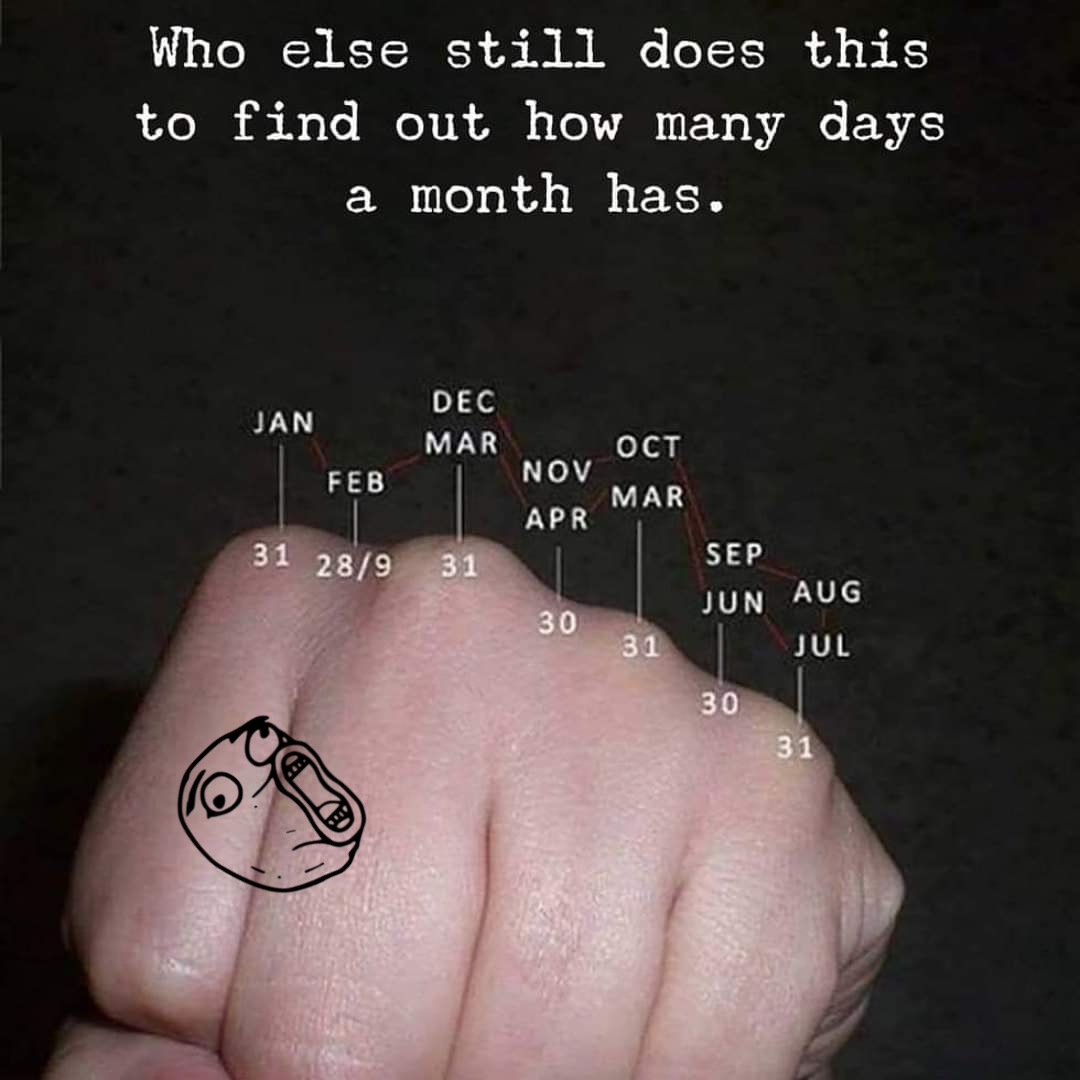 Who else still does this
to find out how many days
a month has.
DEC
JAN
MAR
OCT
FEB
NOV
MAR
APR
SEP
AUG
JUN
JUL
31
28/9
31
30
31
30
31